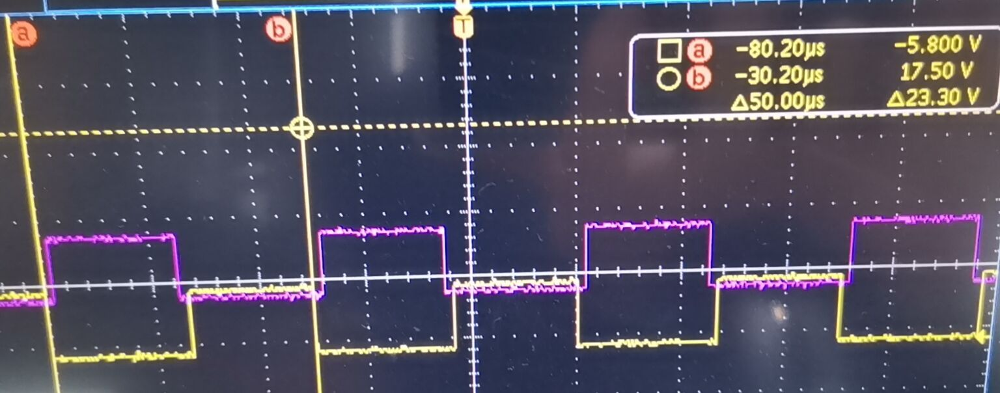 a
b
T
a -80.20µs -5.800 V
b -30.20µs 17.50 V
Δ50.00µs Δ23.30 V